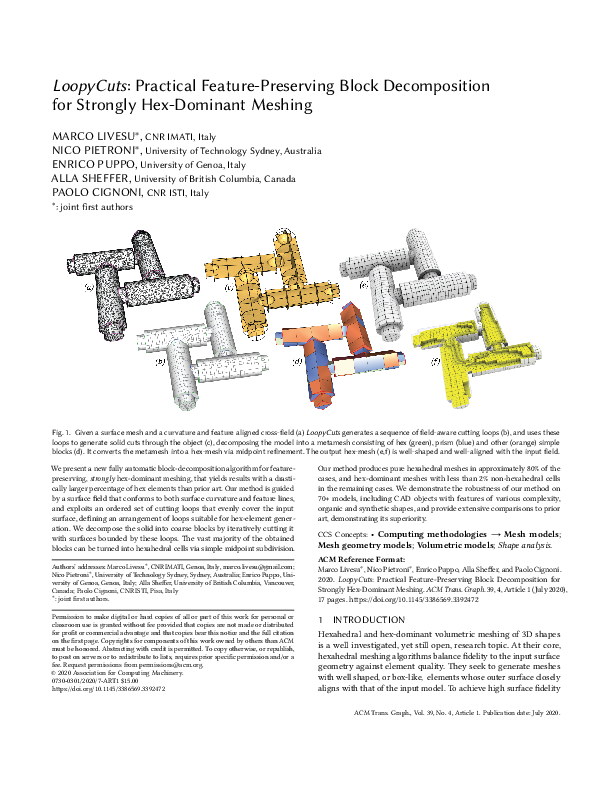 LoopyCuts: Practical Feature-Preserving Block Decomposition
for Strongly Hex-Dominant Meshing
MARCO LIVESU*, CNR IMATI, Italy
NICO PIETRONI*, University of Technology Sydney, Australia
ENRICO PUPPO, University of Genoa, Italy
ALLA SHEFFER, University of British Columbia, Canada
PAOLO CIGNONI, CNR ISTI, Italy
*: joint first authors
(a)
(c)
(e)
(b)
(d)
(f)
Fig. 1. Given a surface mesh and a curvature and feature aligned cross-field (a) LoopyCuts generates a sequence of field-aware cutting loops (b), and uses these
loops to generate solid cuts through the object (c), decomposing the model into a metamesh consisting of hex (green), prism (blue) and other (orange) simple
blocks (d). It converts the metamesh into a hex-mesh via midpoint refinement. The output hex-mesh (e,f) is well-shaped and well-aligned with the input field.
We present a new fully automatic block-decomposition algorithm for feature-
preserving, strongly hex-dominant meshing, that yields results with a drasti-
cally larger percentage of hex elements than prior art. Our method is guided
by a surface field that conforms to both surface curvature and feature lines,
and exploits an ordered set of cutting loops that evenly cover the input
surface, defining an arrangement of loops suitable for hex-element gener-
ation. We decompose the solid into coarse blocks by iteratively cutting it
with surfaces bounded by these loops. The vast majority of the obtained
blocks can be turned into hexahedral cells via simple midpoint subdivision.
Authors' addresses: Marco Livesu*, CNR IMATI, Genoa, Italy, marco.livesu@gmail.com;
Nico Pietroni*, University of Technology Sydney, Sydney, Australia; Enrico Puppo, Uni-
versity of Genoa, Genoa, Italy; Alla Sheffer, University of British Columbia, Vancouver,
Canada; Paolo Cignoni, CNR ISTI, Pisa, Italy
*: joint first authors.
Permission to make digital or hard copies of all or part of this work for personal or
classroom use is granted without fee provided that copies are not made or distributed
for profit or commercial advantage and that copies bear this notice and the full citation
on the first page. Copyrights for components of this work owned by others than ACM
must be honored. Abstracting with credit is permitted. To copy otherwise, or republish,
to post on servers or to redistribute to lists, requires prior specific permission and/or a
fee. Request permissions from permissions@acm.org.
© 2020 Association for Computing Machinery.
0730-0301/2020/7-ART1 $15.00
https://doi.org/10.1145/3386569.3392472
Our method produces pure hexahedral meshes in approximately 80% of the
cases, and hex-dominant meshes with less than 2% non-hexahedral cells
in the remaining cases. We demonstrate the robustness of our method on
70+ models, including CAD objects with features of various complexity,
organic and synthetic shapes, and provide extensive comparisons to prior
art, demonstrating its superiority.
CCS Concepts: • Computing methodologies → Mesh models;
Mesh geometry models; Volumetric models; Shape analysis.
ACM Reference Format:
Marco Livesu*, Nico Pietroni*, Enrico Puppo, Alla Sheffer, and Paolo Cignoni.
2020. LoopyCuts: Practical Feature-Preserving Block Decomposition for
Strongly Hex-Dominant Meshing. ACM Trans. Graph. 39, 4, Article 1 (July 2020),
17 pages. https://doi.org/10.1145/3386569.3392472
1 INTRODUCTION
Hexahedral and hex-dominant volumetric meshing of 3D shapes
is a well investigated, yet still open, research topic. At their core,
hexahedral meshing algorithms balance fidelity to the input surface
geometry against element quality. They seek to generate meshes
with well shaped, or box-like, elements whose outer surface closely
aligns with that of the input model. To achieve high surface fidelity
ACM Trans. Graph., Vol. 39, No. 4, Article 1. Publication date: July 2020.